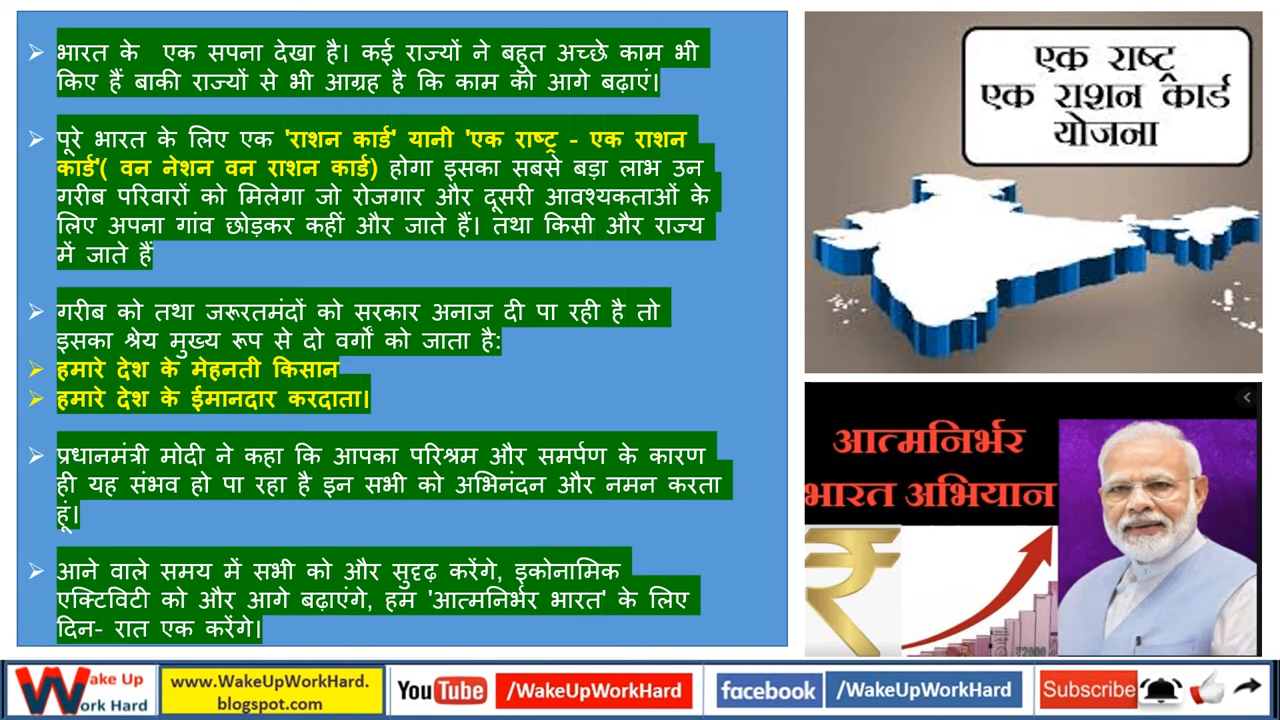 भारत के एक सपना देखा है। कई राज्यों ने बहुत अच्छे काम भी
किए हैं बाकी राज्यों से भी आग्रह है कि काम को आगे बढ़ाएं।
पूरे भारत के लिए एक 'राशन कार्ड' यानी 'एक राष्ट्र - एक राशन
कार्ड'( वन नेशन वन राशन कार्ड) होगा इसका सबसे बड़ा लाभ उन
गरीब परिवारों को मिलेगा जो रोजगार और दूसरी आवश्यकताओं के
लिए अपना गांव छोड़कर कहीं और जाते हैं। तथा किसी और राज्य
में जाते हैं
गरीब को तथा जरूरतमंदों को सरकार अनाज दी पा रही है तो
इसका श्रेय मुख्य रूप से दो वर्गों को जाता है:
हमारे देश के मेहनती किसान
हमारे देश के ईमानदार करदाता।
प्रधानमंत्री मोदी ने कहा कि आपका परिश्रम और समर्पण के कारण
ही यह संभव हो पा रहा है इन सभी को अभिनंदन और नमन करता
हूं।
आने वाले समय में सभी को और सुदृढ़ करेंगे, इकोनामिक
एक्टिविटी को और आगे बढ़ाएंगे, हम 'आत्मनिर्भर भारत' के लिए
दिन- रात एक करेंगे।
एक राष्ट्र
एक राशन कार्ड
योजना
आत्मनिर्भर
भारत अभियान
₹
₹2000
Wake Up
Work Hard
www.WakeUpWorkHard.
blogspot.com
YouTube
/WakeUpWorkHard
facebook
/WakeUpWorkHard
Subscribe